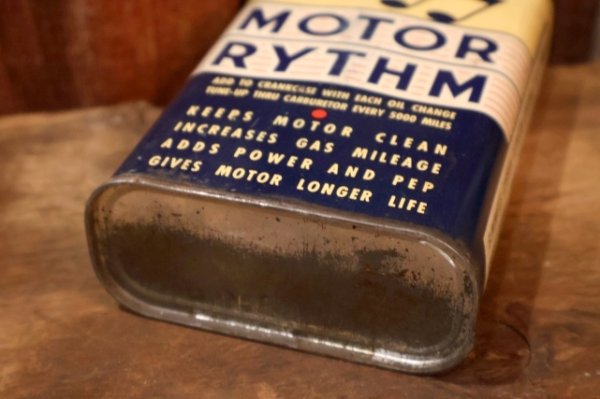 MOTOR
RYTHM
ADD TO CRANKCASE WITH EACH OIL CHANGE
TUNE-UP THRU CARBURETOR EVERY 5000 MILES
KEEPS MOTOR CLEAN
INCREASES GAS MILEAGE
ADDS POWER AND PEP
GIVES MOTOR LONGER LIFE